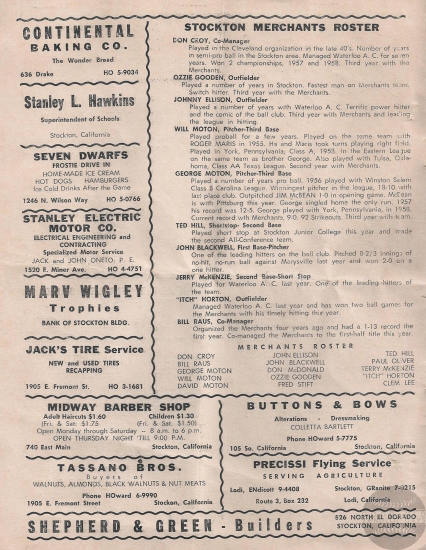 CONTINENTAL
BAKING CO.
The Wonder Bread
636 Drake HO 5-9034
Stanley L. Hawkins
Superintendent of Schools
Stockton, California
SEVEN DWARFS
FROSTIE DRIVE IN
HOME-MADE ICE CREAM
HOT DOGS HAMBURGERS
Ice Cold Drinks After the Game
1246 N. Wilson Way HO 5-0766
STANLEY ELECTRIC
MOTOR CO.
ELECTRICAL ENGINEERING and
CONTRACTING
Specialized Motor Service
JACK and JOHN ONETO, P. E.
1520 E. Miner Ave. HO 4-4751
MARV WIGLEY
Trophies
BANK OF STOCKTON BLDG.
JACK'S TIRE Service
NEW and USED TIRES
RECAPPING
1905 E. Fremont St. HO 3-1681
STOCKTON MERCHANTS ROSTER
DON CROY, Co-Manager
Played in the Cleveland organization in the late 40's. Number of years
in semi-pro ball in the Stockton area. Managed Waterloo A. C. for seven
years. Won 2 championships, 1957 and 1958. Third year with the
Merchants.
OZZIE GOODEN, Outfielder
Played a number of years in Stockton. Fastest man on Merchants team.
Switch hitter. Third year with the Merchants.
JOHNNY ELLISON, Outfielder
Played a number of years with Waterloo A. C. Terrific power hitter
and the comic of the ball club. Third year with Merchants and leading
the league in hitting.
WILL MOTON, Pitcher-Third Base
Played proball for a few years. Played on the same team with
ROGER MARIS in 1955. He and Maris took turns playing right field.
Played in York, Pennsylvania, Class A, 1958. In the Eastern League
on the same team as brother George. Also played with Tulsa, Oklahoma,
Class AA Texas League. Second year with Merchants.
GEORGE MOTON, Pitcher-Third Base
Played a number of years pro ball, 1956 played with Winston Salem
Class B Carolina League. Winningest pitcher in the league, 18-10 with
last place club. Outpitched JIM McBEAN 1-0 in opening game. McBean
is with Pittsburg this year. George singled home the only run. 1957
his record was 12-5. George played with York, Pennsylvania, in 1958.
Current record with Merchants, 9-0. 92 Strikeouts. Third year with team.
TED HILL, Shortstop- Second Base
Played short stop at Stockton Junior College this year and made
the second All-Conference Team.
JOHN BLACKWELL, First Base-Pitcher
One of the leading hitters on the ball club. Pitched 8-2/3 innings of
no-hit, no-run ball against Marysville last year and won 2-0 on a
one hitter.
JERRY McKENZIE, Second Base-Short Stop
Played for Waterloo A. C. last year. One of the leading hitters of
the team.
"ITCH" HORTON, Outfielder
Managed Waterloo A. C. last year and has won two ball games for
the Merchants with his timely hitting this year.
BILL RAUS, Co-Manager
Organized the Merchants four years ago and had a 1-13 record the
first year. Co-managed the Merchants to the first-half title this year.
MERCHANTS ROSTER
DON CROY JOHN ELLISON TED HILL
BILL RAUS JOHN BLACKWELL PAUL OLIVER
GEORGE MOTON DON McDONALD TERRY McKENZIE
WILL MOTON OZZIE GOODEN "ITCH" HORTON
DAVID MOTON FRED STIFT CLEM LEE
MIDWAY BARBER SHOP
Adult Haircuts $1.60 Children $1.30
(Fri. & Sat. $1.75 (Fri. & Sat. $1.50)
Open Monday through Saturday – 8 a.m. to 6 p.m.
OPEN THURSDAY NIGHT 'TILL 9:00 P.M.
740 East Main Stockton, California
BUTTONS & BOWS
Alterations - Dressmaking
COLLETTA BARTLETT
Phone HOward 5-7775
105 So. California Stockton, California
TASSANO BROS.
Buyers of
WALNUTS, ALMONDS, BLACK WALNUTS & NUT MEATS
Phone HOward 6-9990
1905 E. Fremont Street Stockton, California
PRECISSI Flying Service
SERVING AGRICULTURE
Lodi, ENdicott 9-4408 Stockton, GRanite 7-1215
Route 3, Box 232 Lodi, California
SHEPHERD & GREEN - Builders
826 NORTH EL DORADO
STOCKTON, CALIFORNIA